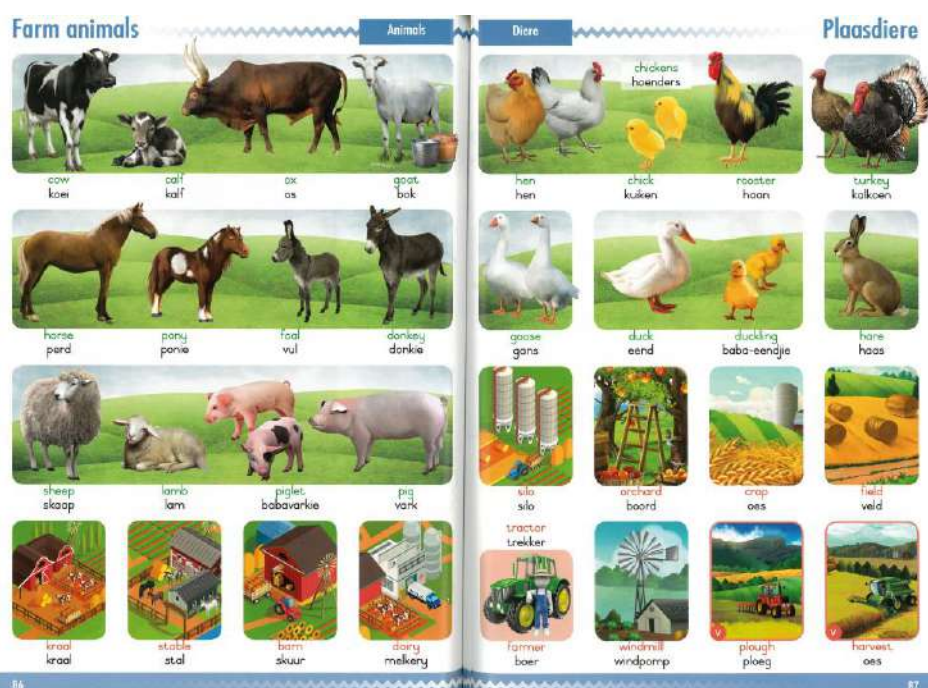 Farm animals
Animals
Diere
Plaasdiere
cow calf ox goat
koei kalf os bok
chickens
hoenders
hen chick rooster turkey
hen kuiken haan kalkoen
horse pony foal donkey
perd ponie vul donkie
goose duck duckling hare
gans eend baba-eendjie haas
sheep lamb piglet pig
skaap lam babavarkie vark
silo orchard crop field
silo boord oes veld
kraal stable barn dairy
kraal stal skuur melkery
tractor
trekker
farmer windmill plough harvest
boer windpomp ploeg oes
V V
86
87